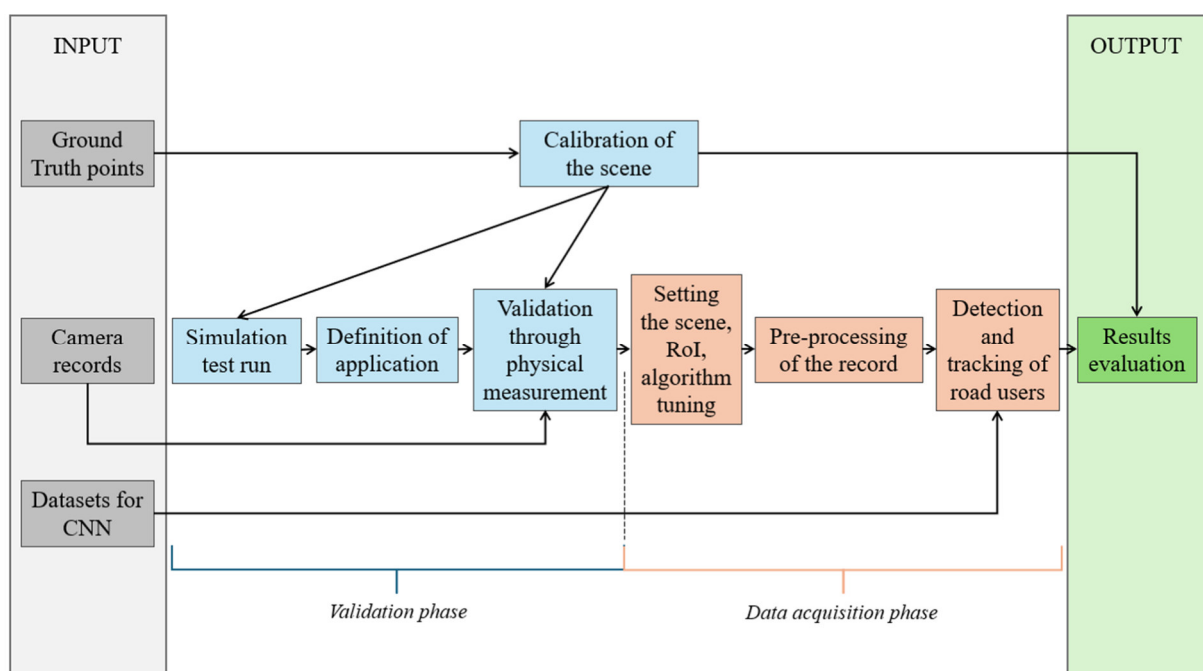 INPUT
OUTPUT
Ground
Truth points
Calibration of
the scene
Camera
records
Simulation
test run
Definition of
application
Validation
through
physical
measurement
Setting
the scene,
RoI,
algorithm
tuning
Pre-processing
of the record
Detection
and
tracking of
road users
Results
evaluation
Datasets for
CNN
Validation phase
Data acquisition phase